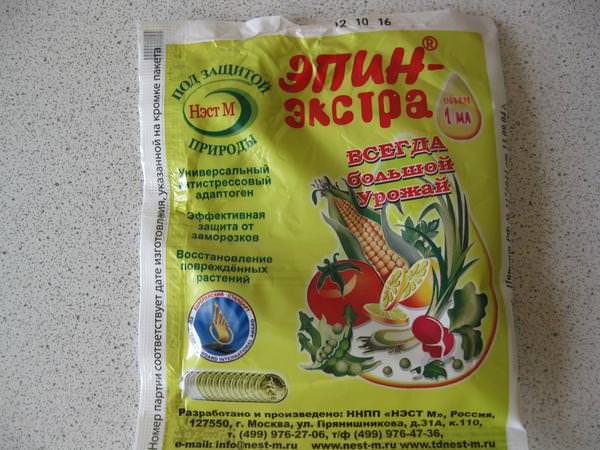 12 10 16
ПОД ЗАЩИТОЙ
Нэст М
ПРИРОДЫ
ЭПИН-®
ЭКСТРА
объем
1 мл
ВСЕГДА
большой
Урожай
Универсальный
антистрессовый
адаптоген
Эффективная
защита от
заморозков
Восстановление
повреждённых
растений
Номер партии соответствует дате изготовления, указанной на кромке пакета
Разработано и произведено: ННПП «НЭСТ М», Россия,
127550, г. Москва, ул. Прянишникова, д.31А, к.110,
т. (499) 976-27-06, т/ф (499) 976-47-36,
e-mail: info@nest-m.ru www.nest-m.ru www.tdnest-m.ru